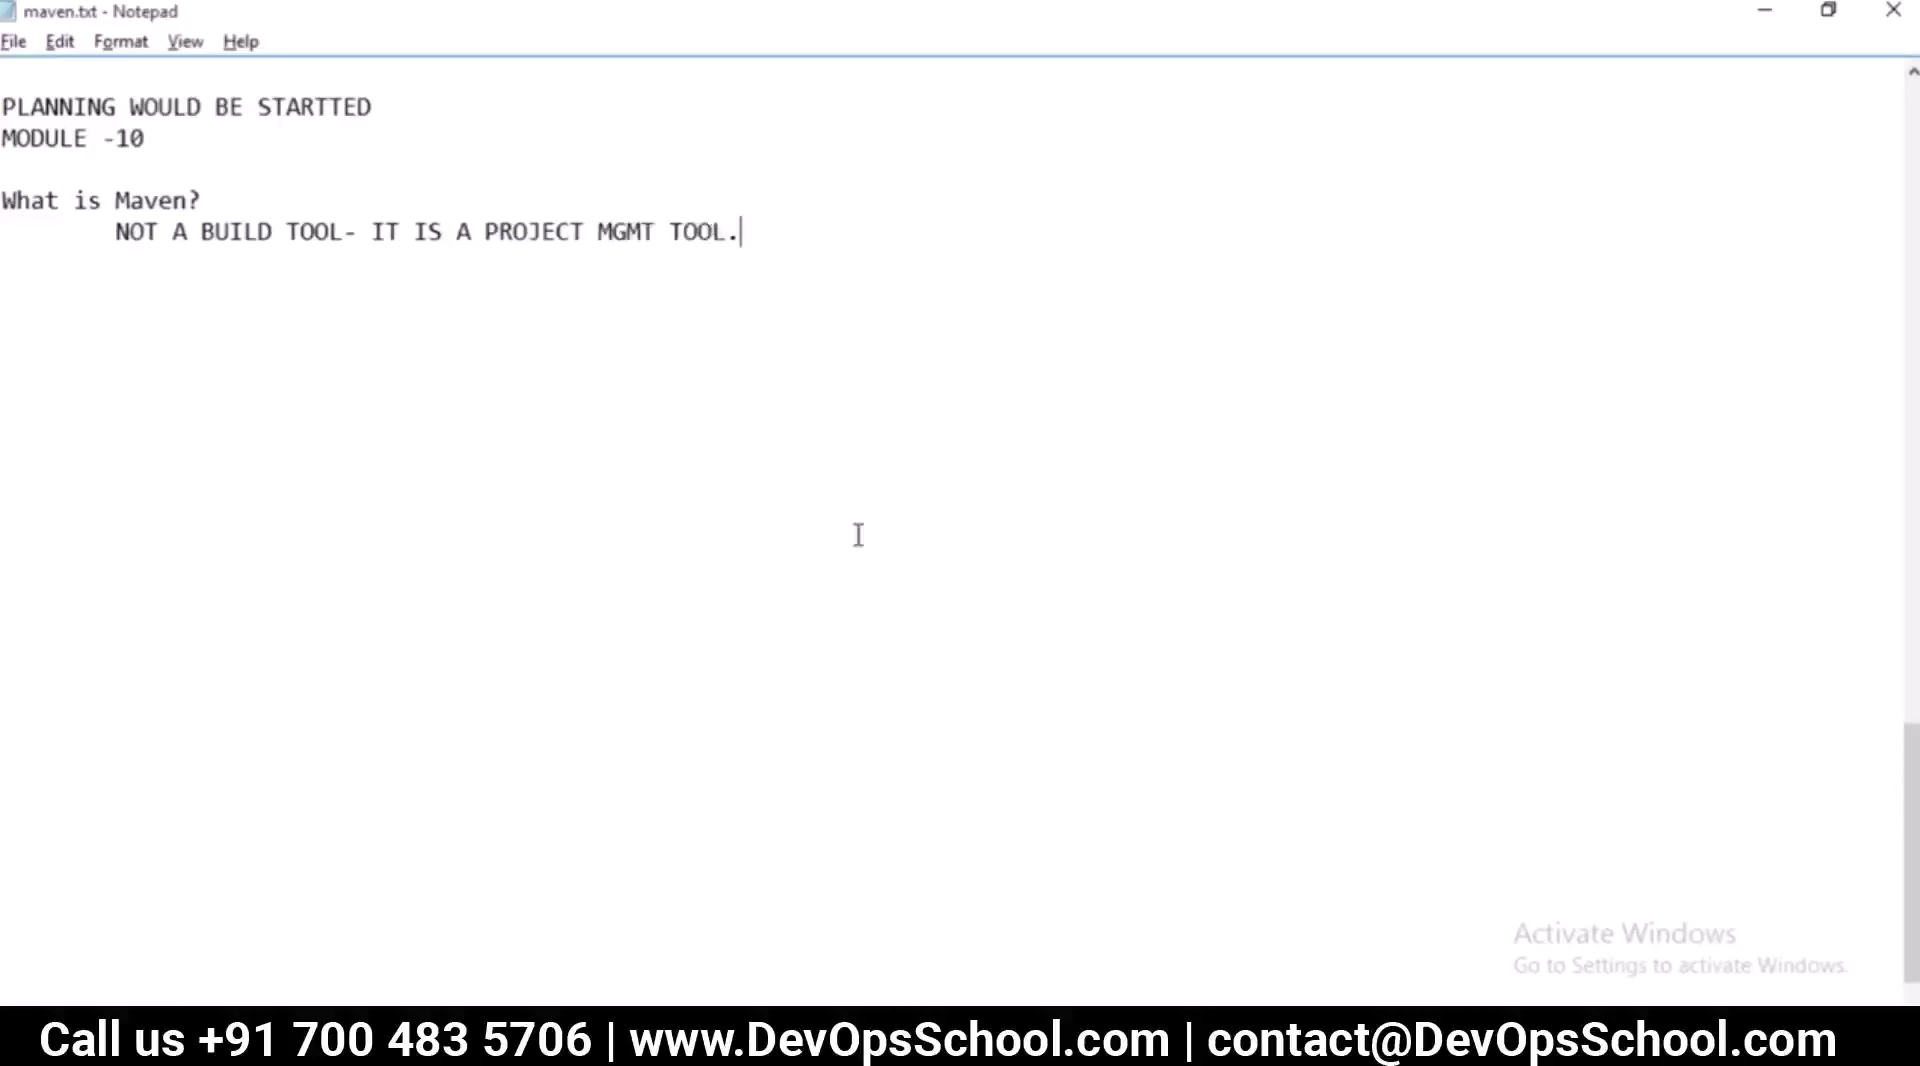 maven.txt - Notepad
File Edit Format View Help
PLANNING WOULD BE STARTTED
MODULE -10
What is Maven?
NOT A BUILD TOOL- IT IS A PROJECT MGMT TOOL.
Activate Windows
Go to Settings to activate Windows.
Call us +91 700 483 5706 | www.DevOpsSchool.com | contact@DevOpsSchool.com